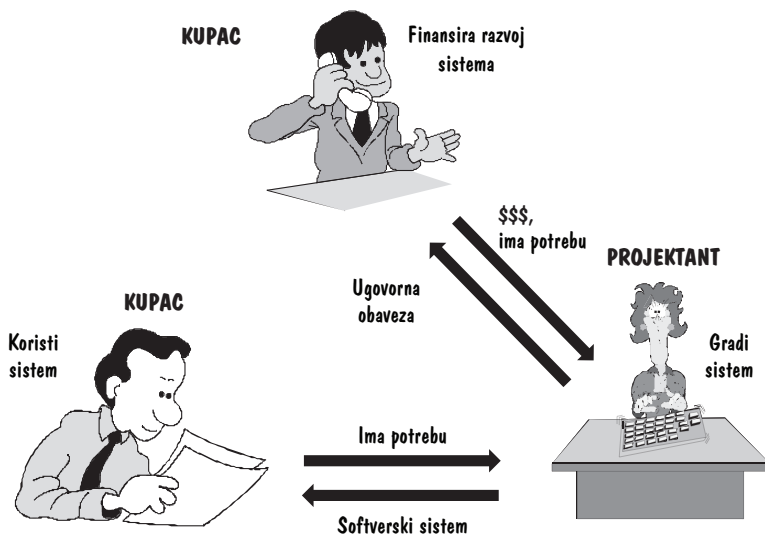 KUPAC
Finansira razvoj
sistema
$$$,
ima potrebu
PROJEKTANT
Ugovorna
obaveza
KUPAC
Koristi
sistem
Gradi
sistem
Ima potrebu
Softverski sistem